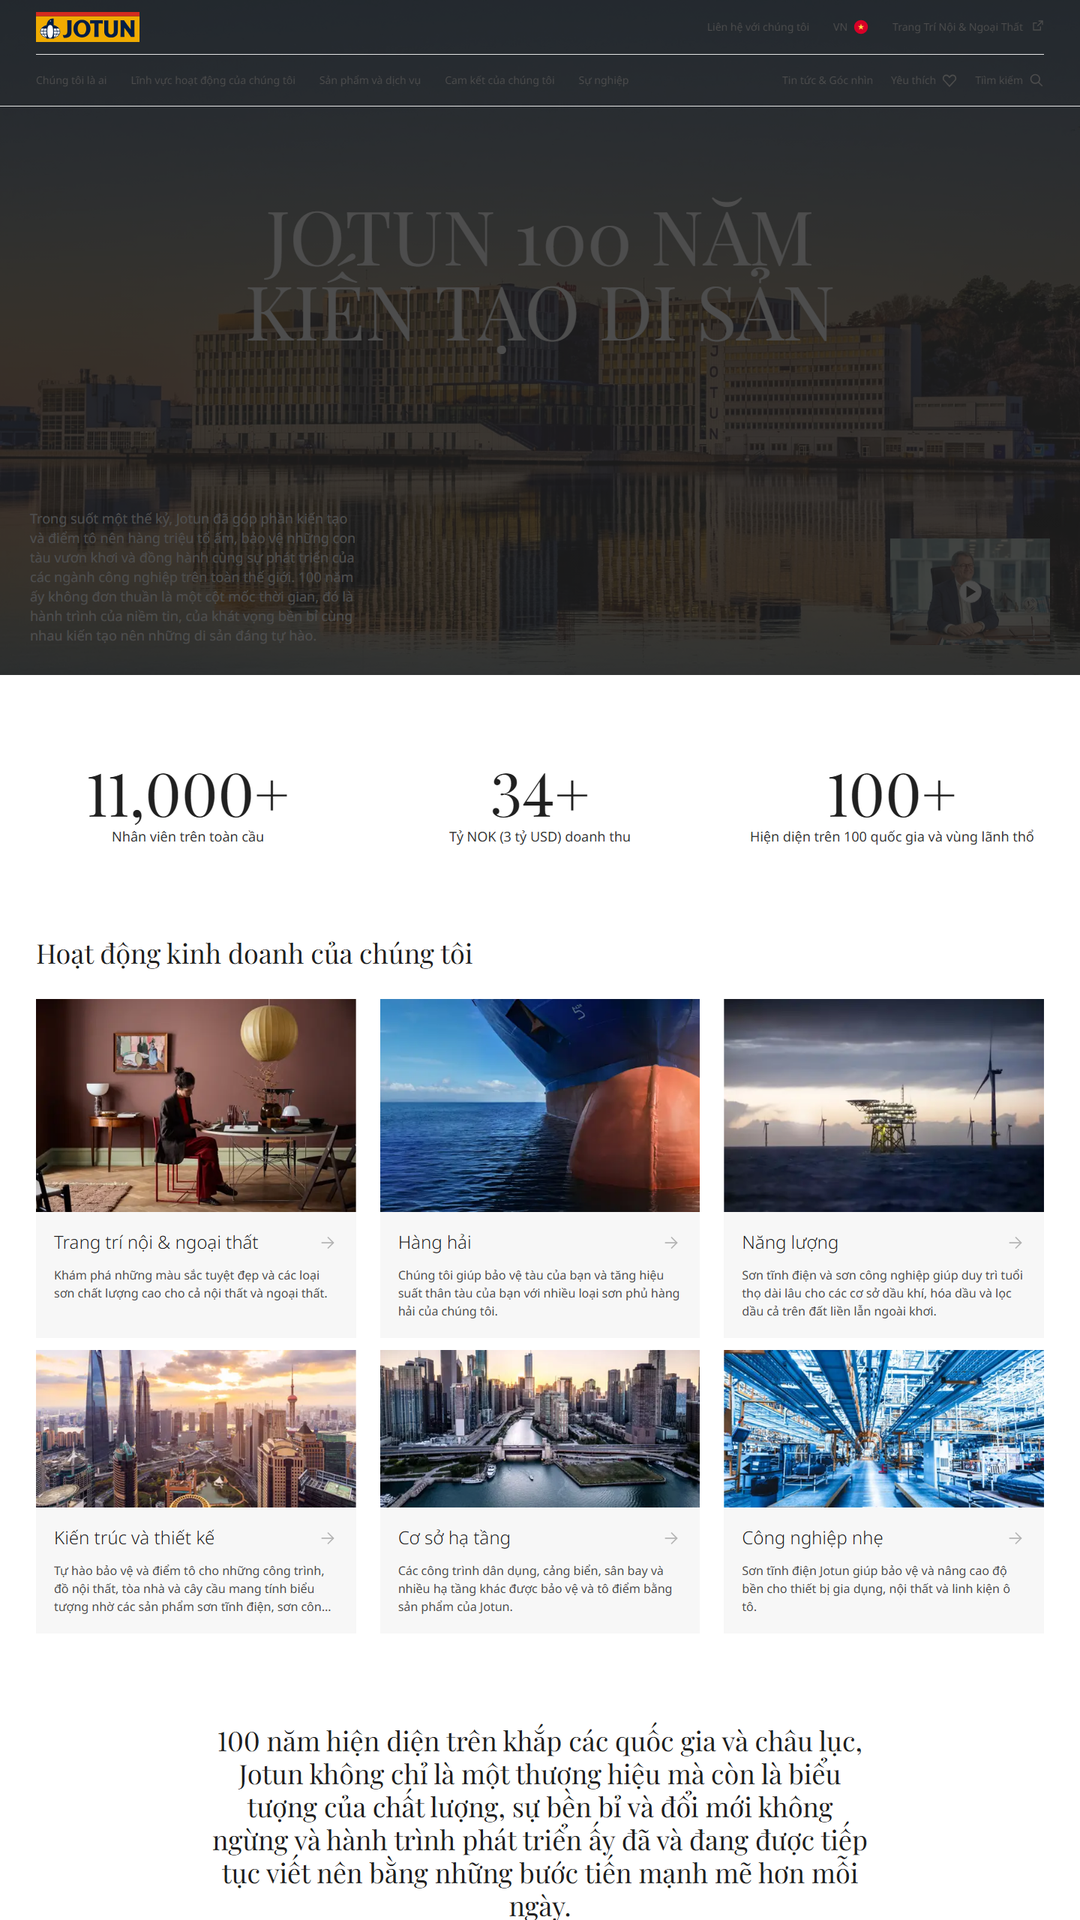 JOTUN
Liên hệ với chúng tôi
VN
Trang Trí Nội & Ngoại Thất
Chúng tôi là ai
Lĩnh vực hoạt động của chúng tôi
Sản phẩm và dịch vụ
Cam kết của chúng tôi
Sự nghiệp
Tin tức & Góc nhìn
Yêu thích
Tìm kiếm
JOTUN 100 NĂM
KIẾN TẠO DI SẢN
JOTUN
Trong suốt một thế kỷ, Jotun đã góp phần kiến tạo
và điểm tô nên hàng triệu tổ ấm, bảo vệ những con
tàu vươn khơi và đồng hành cùng sự phát triển của
các ngành công nghiệp trên toàn thế giới. 100 năm
ấy không đơn thuần là một cột mốc thời gian, đó là
hành trình của niềm tin, của khát vọng bền bỉ cùng
nhau kiến tạo nên những di sản đáng tự hào.
11,000+
Nhân viên trên toàn cầu
34+
Tỷ NOK (3 tỷ USD) doanh thu
100+
Hiện diện trên 100 quốc gia và vùng lãnh thổ
Hoạt động kinh doanh của chúng tôi
Trang trí nội & ngoại thất
Khám phá những màu sắc tuyệt đẹp và các loại
sơn chất lượng cao cho cả nội thất và ngoại thất.
Hàng hải
Chúng tôi giúp bảo vệ tàu của bạn và tăng hiệu
suất thân tàu của bạn với nhiều loại sơn phủ hàng
hải của chúng tôi.
Năng lượng
Sơn tĩnh điện và sơn công nghiệp giúp duy trì tuổi
thọ dài lâu cho các cơ sở dầu khí, hóa dầu và lọc
dầu cả trên đất liền lẫn ngoài khơi.
Kiến trúc và thiết kế
Tự hào bảo vệ và điểm tô cho những công trình,
đồ nội thất, tòa nhà và cây cầu mang tính biểu
tượng nhờ các sản phẩm sơn tĩnh điện, sơn côn...
Cơ sở hạ tầng
Các công trình dân dụng, cảng biển, sân bay và
nhiều hạ tầng khác được bảo vệ và tô điểm bằng
sản phẩm của Jotun.
Công nghiệp nhẹ
Sơn tĩnh điện Jotun giúp bảo vệ và nâng cao độ
bền cho thiết bị gia dụng, nội thất và linh kiện ô
tô.
100 năm hiện diện trên khắp các quốc gia và châu lục,
Jotun không chỉ là một thương hiệu mà còn là biểu
tượng của chất lượng, sự bền bỉ và đổi mới không
ngừng và hành trình phát triển ấy đã và đang được tiếp
tục viết nên bằng những bước tiến mạnh mẽ hơn mỗi
ngày.